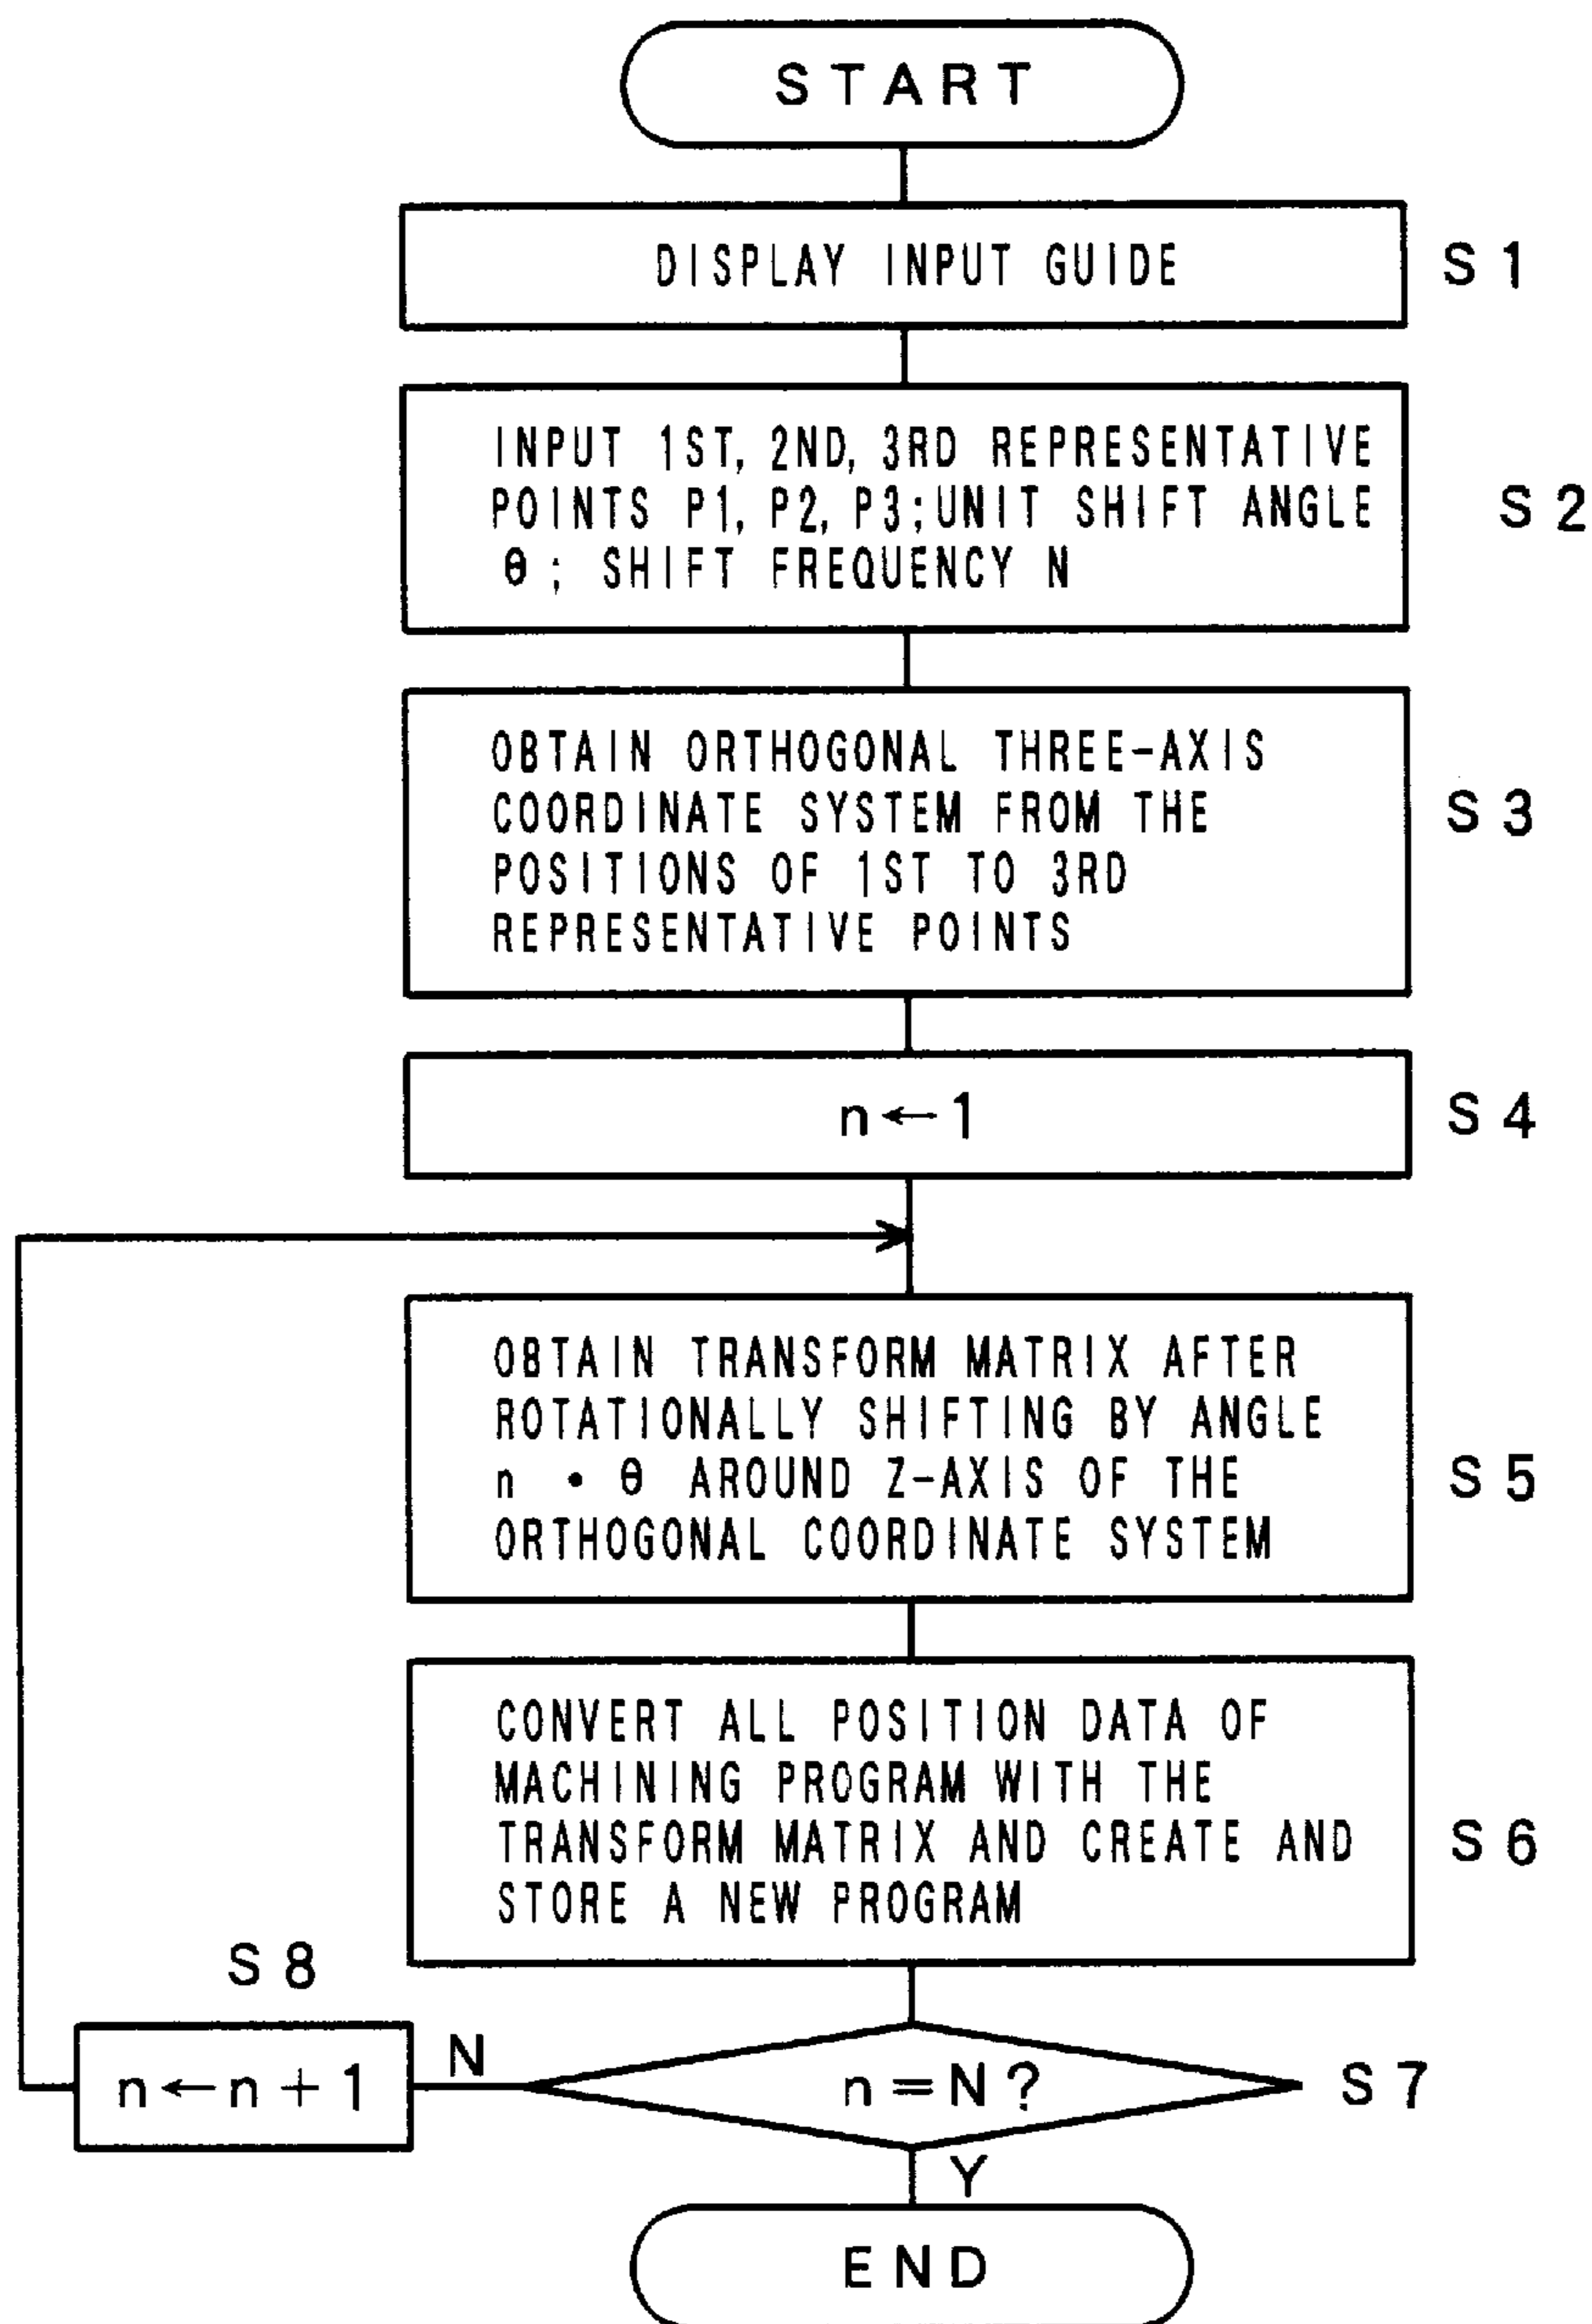 START
DISPLAY INPUT GUIDE
S1
INPUT 1ST, 2ND, 3RD REPRESENTATIVE
POINTS P1, P2, P3; UNIT SHIFT ANGLE
θ; SHIFT FREQUENCY N
S2
OBTAIN ORTHOGONAL THREE-AXIS
COORDINATE SYSTEM FROM THE
POSITIONS OF 1ST TO 3RD
REPRESENTATIVE POINTS
S3
n←1
S4
OBTAIN TRANSFORM MATRIX AFTER
ROTATIONALLY SHIFTING BY ANGLE
n • θ AROUND Z-AXIS OF THE
ORTHOGONAL COORDINATE SYSTEM
S5
CONVERT ALL POSITION DATA OF
MACHINING PROGRAM WITH THE
TRANSFORM MATRIX AND CREATE AND
STORE A NEW PROGRAM
S6
S8
n←n+1
N
n=N?
S7
Y
END